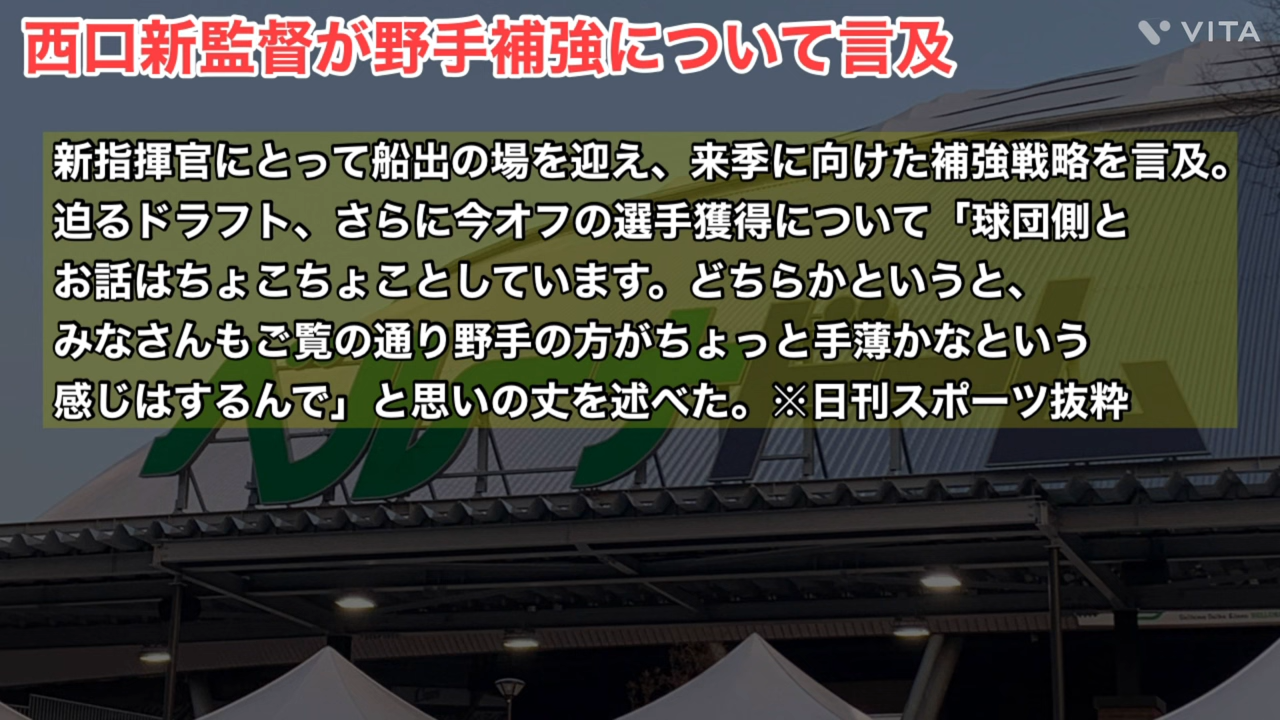 西口新監督が野手補強について言及
VITA
新指揮官にとって船出の場を迎え、来季に向けた補強戦略を言及。
迫るドラフト、さらに今オフの選手獲得について「球団側と
お話はちょこちょことしています。どちらかというと、
みなさんもご覧の通り野手の方がちょっと手薄かなという
感じはするんで」と思いの丈を述べた。※日刊スポーツ抜粋
ベルーナドーム